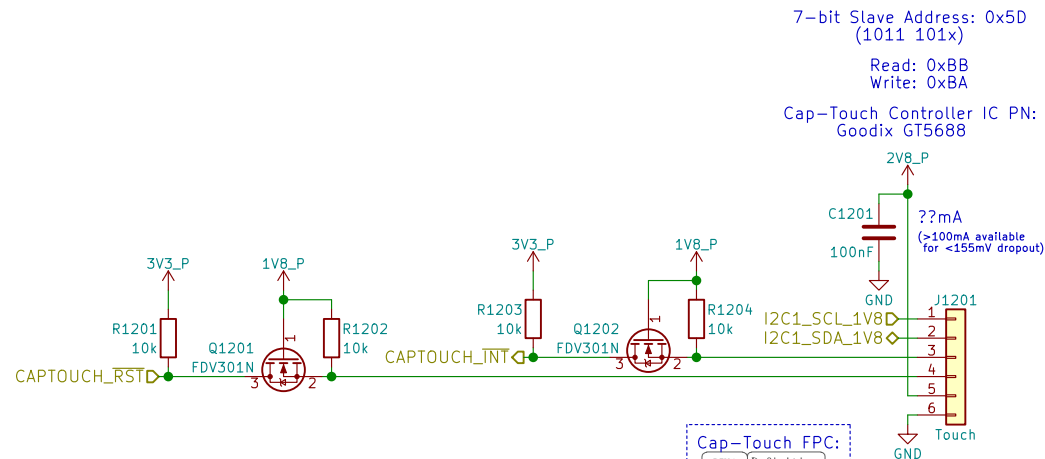 7-bit Slave Address: 0x5D
(1011 101x)
Read: 0xBB
Write: 0xBA
Cap-Touch Controller IC PN:
Goodix GT5688
2V8_P
C1201
100nF
GND
??mA
(>100mA available
for <155mV dropout)
3V3_P
1V8_P
R1201
10k
Q1201
FDV301N
1
3
2
R1202
10k
CAPTOUCH_RST
3V3_P
1V8_P
R1203
10k
Q1202
FDV301N
1
3
2
R1204
10k
CAPTOUCH_INT
I2C1_SCL_1V8
I2C1_SDA_1V8
J1201
1
2
3
4
5
6
Touch
GND
Cap-Touch FPC: